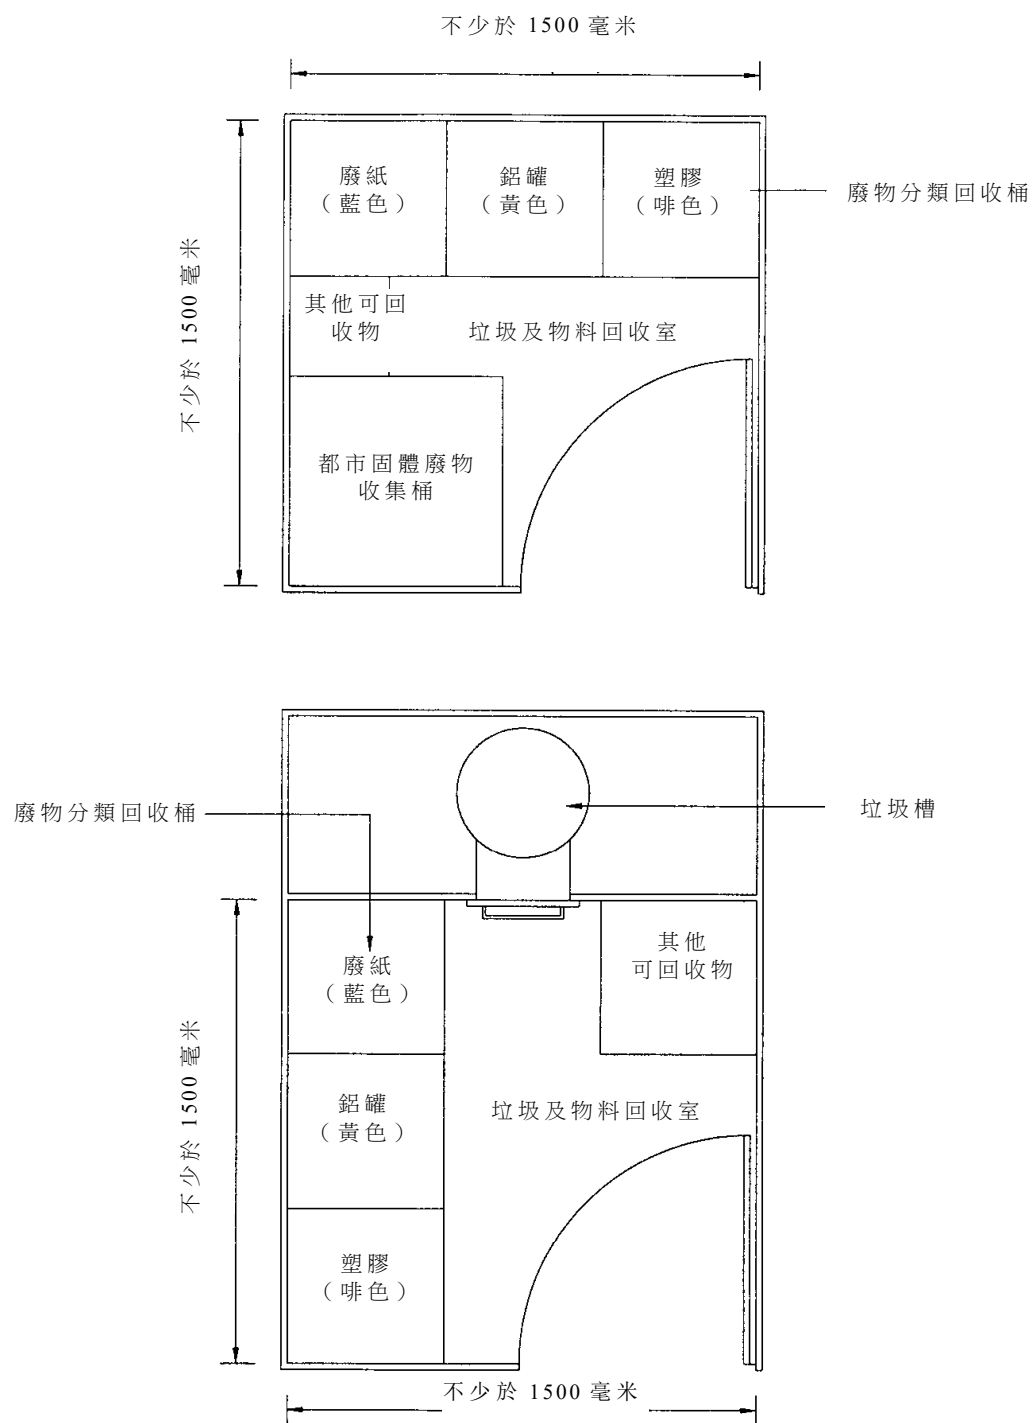 不少於 1500 毫米
廢紙
（藍色）
鋁罐
（黃色）
塑膠
（啡色）
廢物分類回收桶
不少於 1500 毫米
其他可回
收物
垃圾及物料回收室
都市固體廢物
收集桶
廢物分類回收桶
垃圾槽
廢紙
（藍色）
其他
可回收物
不少於 1500 毫米
鋁罐
（黃色）
垃圾及物料回收室
塑膠
（啡色）
不少於 1500 毫米